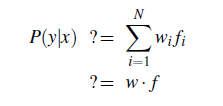 P(y|x) ?= ∑_{i=1}^{N} w_i f_i
?= w · f